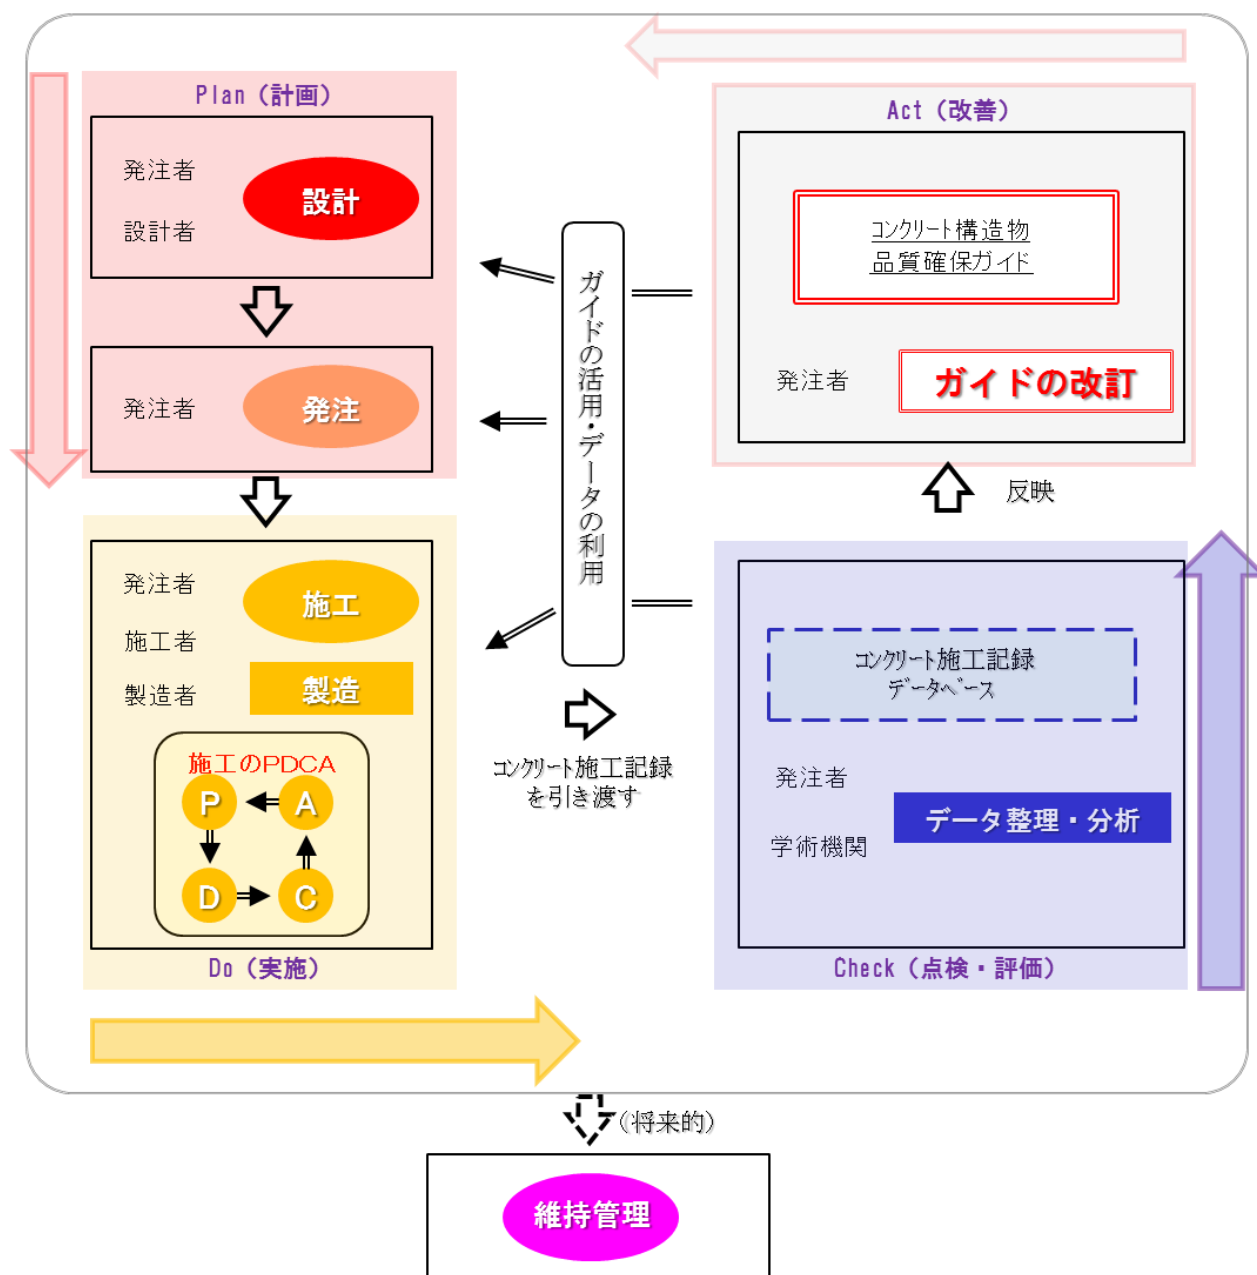 Plan（計画）
発注者
設計者
設計
発注者
発注
発注者
施工者
製造者
施工
製造
施工のPDCA
P
A
D
C
Do（実施）
ガイドの活用・データの利用
コンクリート施工記録
を引き渡す
Act（改善）
コンクリート構造物
品質確保ガイド
発注者
ガイドの改訂
反映
コンクリート施工記録
データベース
発注者
学術機関
データ整理・分析
Check（点検・評価）
（将来的）
維持管理